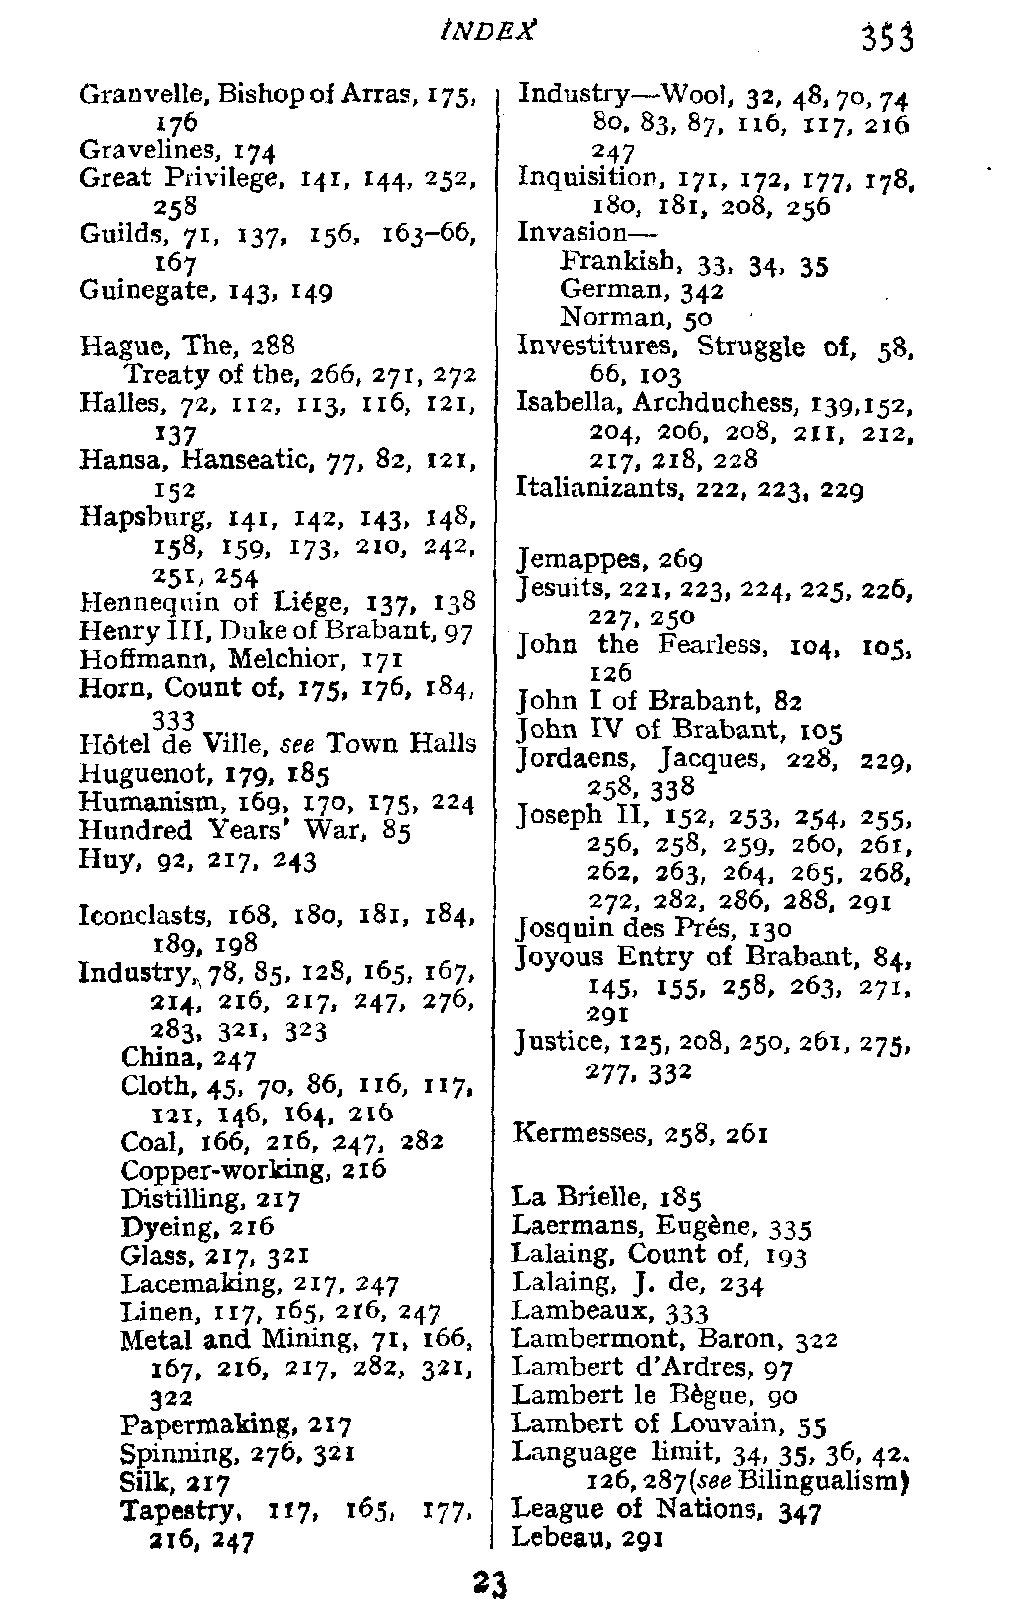 INDEX 353
Granvelle, Bishop of Arras, 175,
176
Gravelines, 174
Great Privilege, 141, 144, 252,
258
Guilds, 71, 137, 156, 163–66,
167
Guinegate, 143, 149
Hague, The, 288
Treaty of the, 266, 271, 272
Halles, 72, 112, 113, 116, 121,
137
Hansa, Hanseatic, 77, 82, 121,
152
Hapsburg, 141, 142, 143, 148,
158, 159, 173, 210, 242,
251, 254
Hennequin of Liége, 137, 138
Henry III, Duke of Brabant, 97
Hoffmann, Melchior, 171
Horn, Count of, 175, 176, 184,
333
Hôtel de Ville, see Town Halls
Huguenot, 179, 185
Humanism, 169, 170, 175, 224
Hundred Years' War, 85
Huy, 92, 217, 243
Iconclasts, 168, 180, 181, 184,
189, 198
Industry, 78, 85, 128, 165, 167,
214, 216, 217, 247, 276,
283, 321, 323
China, 247
Cloth, 45, 70, 86, 116, 117,
121, 146, 164, 216
Coal, 166, 216, 247, 282
Copper-working, 216
Distilling, 217
Dyeing, 216
Glass, 217, 321
Lacemaking, 217, 247
Linen, 117, 165, 216, 247
Metal and Mining, 71, 166,
167, 216, 217, 282, 321,
322
Papermaking, 217
Spinning, 276, 321
Silk, 217
Tapestry, 117, 165, 177,
216, 247
Industry—Wool, 32, 48, 70, 74
80, 83, 87, 116, 117, 216
247
Inquisition, 171, 172, 177, 178,
180, 181, 208, 256
Invasion—
Frankish, 33, 34, 35
German, 342
Norman, 50
Investitures, Struggle of, 58,
66, 103
Isabella, Archduchess, 139,152,
204, 206, 208, 211, 212,
217, 218, 228
Italianizants, 222, 223, 229
Jemappes, 269
Jesuits, 221, 223, 224, 225, 226,
227, 250
John the Fearless, 104, 105,
126
John I of Brabant, 82
John IV of Brabant, 105
Jordaens, Jacques, 228, 229,
258, 338
Joseph II, 152, 253, 254, 255,
256, 258, 259, 260, 261,
262, 263, 264, 265, 268,
272, 282, 286, 288, 291
Josquin des Prés, 130
Joyous Entry of Brabant, 84,
145, 155, 258, 263, 271,
291
Justice, 125, 208, 250, 261, 275,
277, 332
Kermesses, 258, 261
La Brielle, 185
Laermans, Eugène, 335
Lalaing, Count of, 193
Lalaing, J. de, 234
Lambeaux, 333
Lambermont, Baron, 322
Lambert d'Ardres, 97
Lambert le Bègue, 90
Lambert of Louvain, 55
Language limit, 34, 35, 36, 42,
126, 287 (see Bilingualism)
League of Nations, 347
Lebeau, 291
23